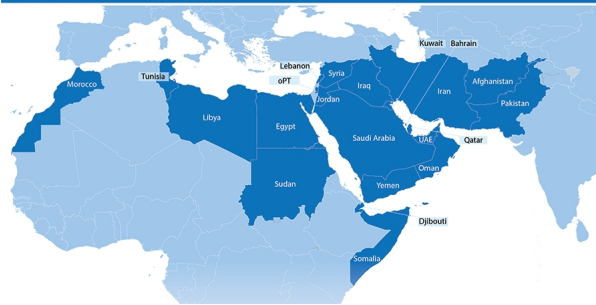 Kuwait
Bahrain
Lebanon
Syria
Tunisia
oPT
Morocco
Iraq
Iran
Afghanistan
Jordan
Pakistan
Libya
Egypt
Saudi Arabia
UAE
Qatar
Oman
Sudan
Yemen
Djibouti
Somalia